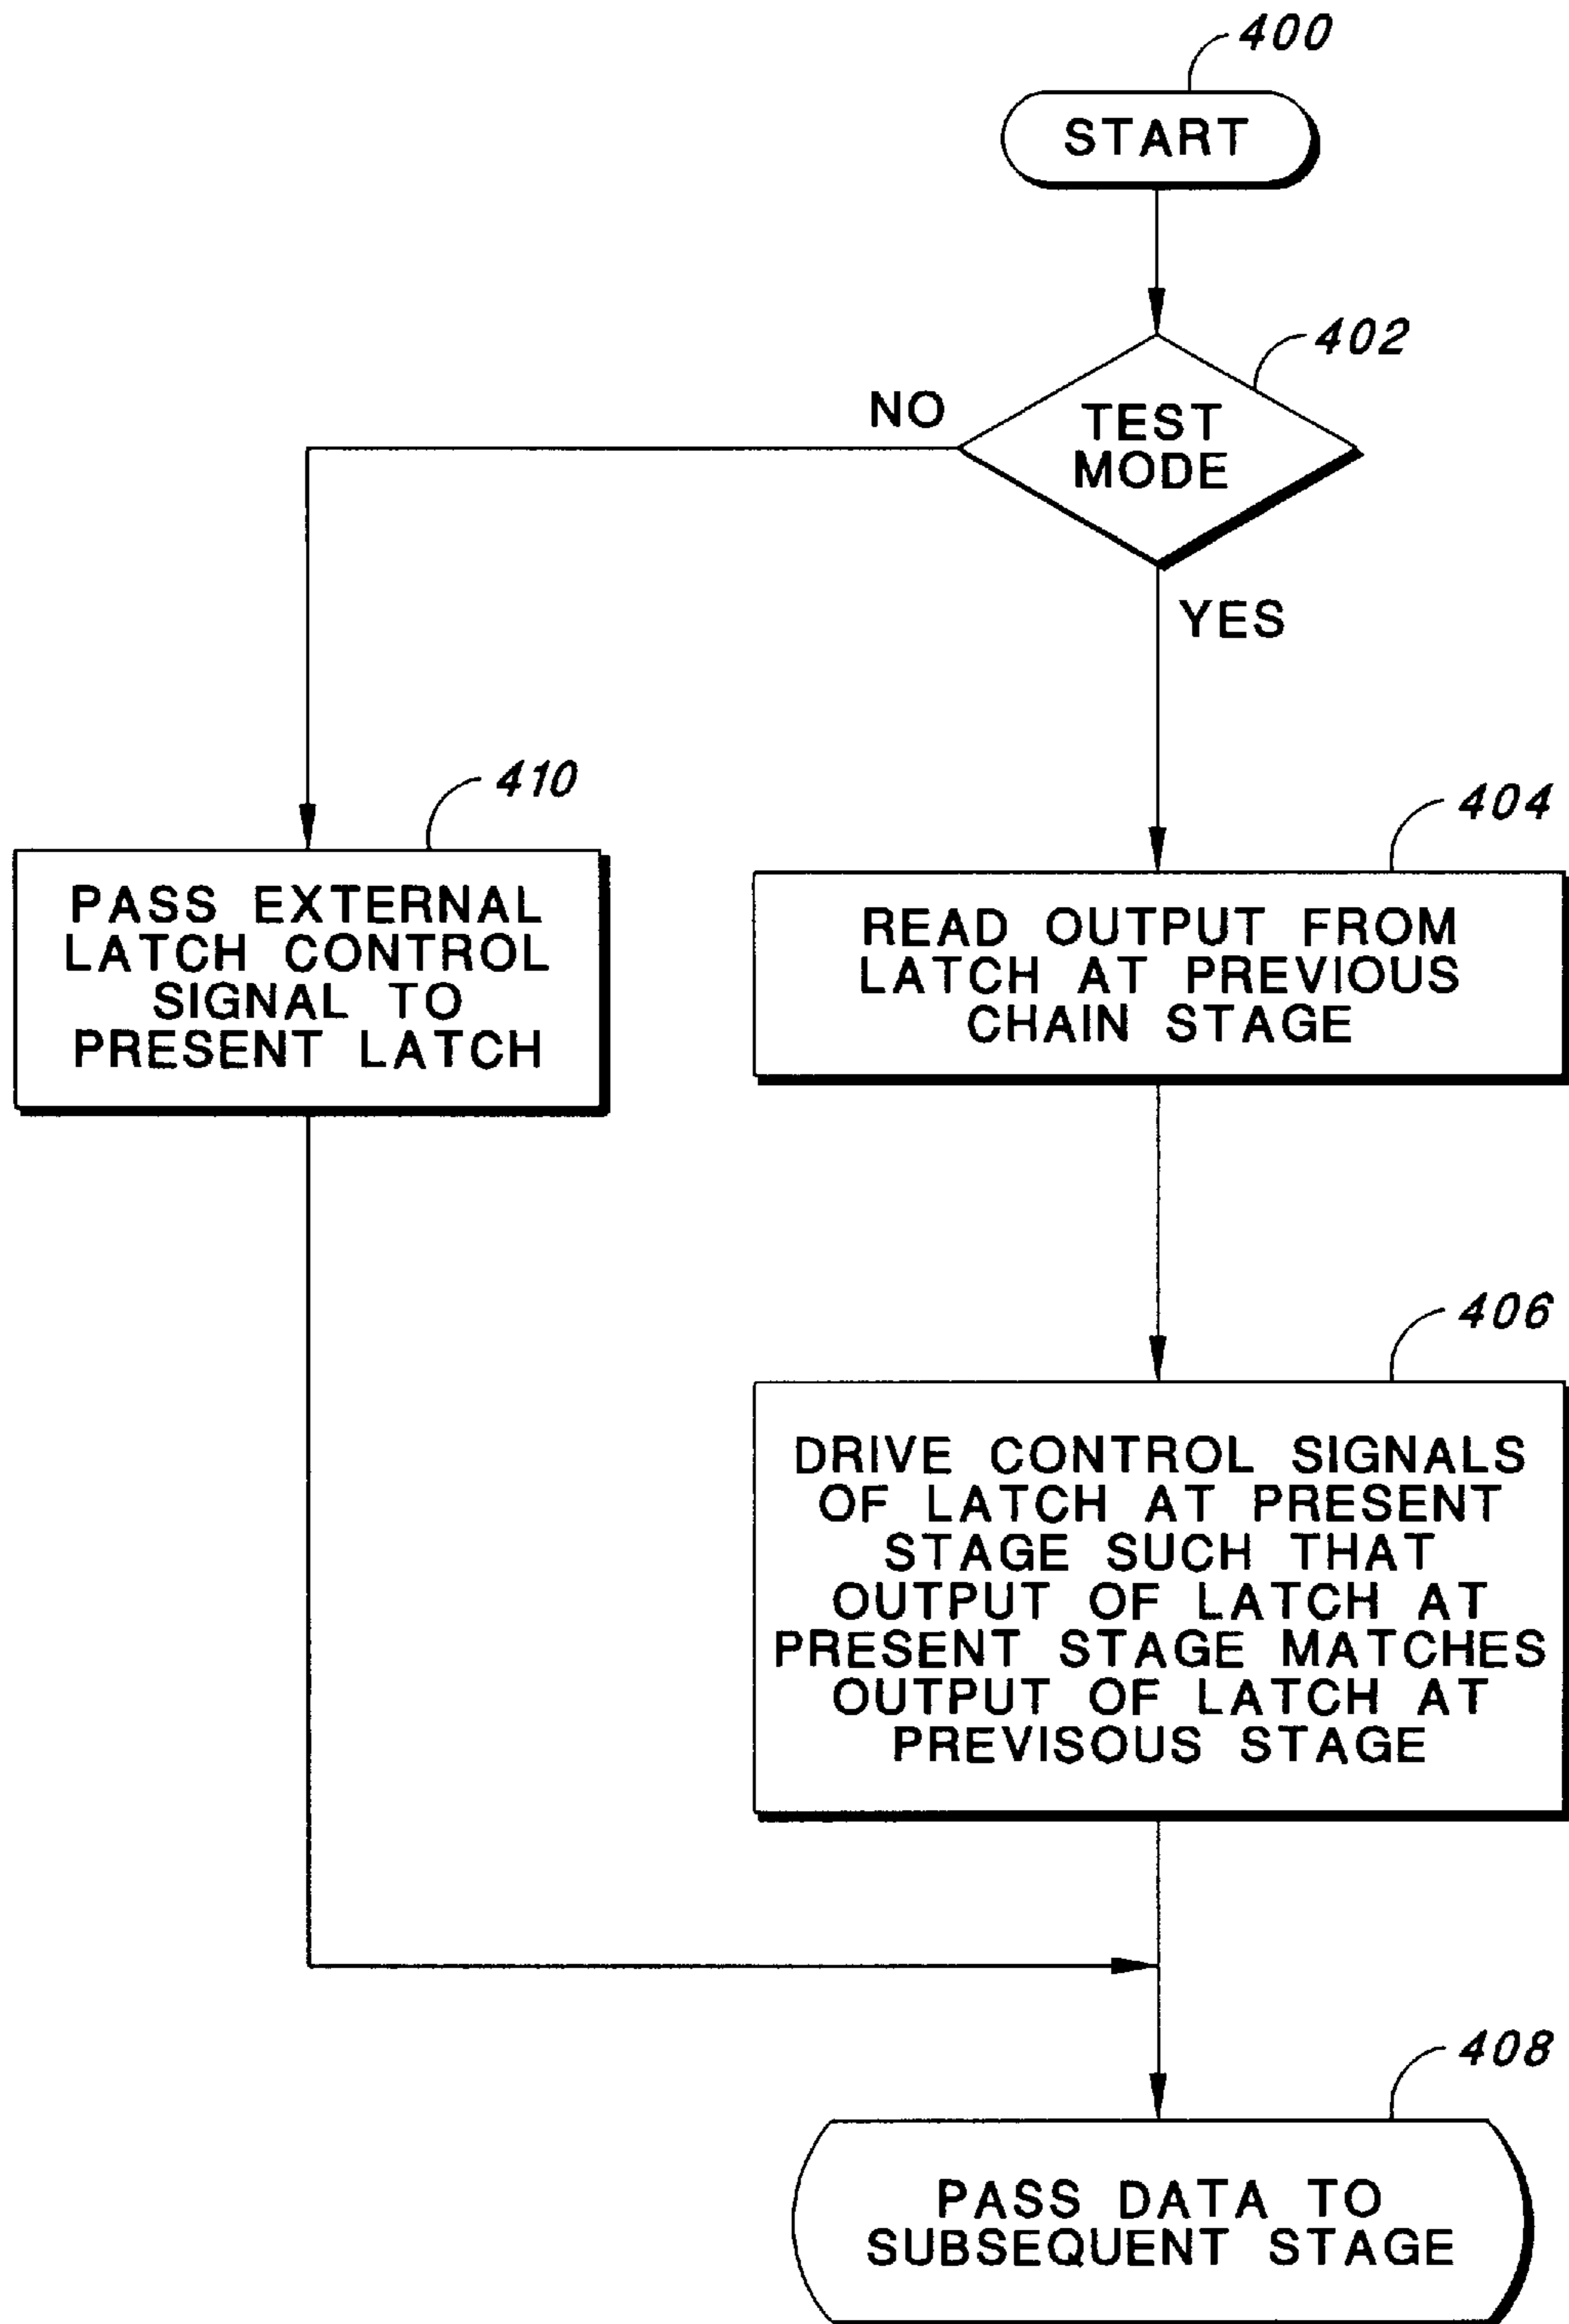 400
START
402
NO
TEST
MODE
YES
410
404
PASS EXTERNAL
LATCH CONTROL
SIGNAL TO
PRESENT LATCH
READ OUTPUT FROM
LATCH AT PREVIOUS
CHAIN STAGE
406
DRIVE CONTROL SIGNALS
OF LATCH AT PRESENT
STAGE SUCH THAT
OUTPUT OF LATCH AT
PRESENT STAGE MATCHES
OUTPUT OF LATCH AT
PREVISOUS STAGE
408
PASS DATA TO
SUBSEQUENT STAGE